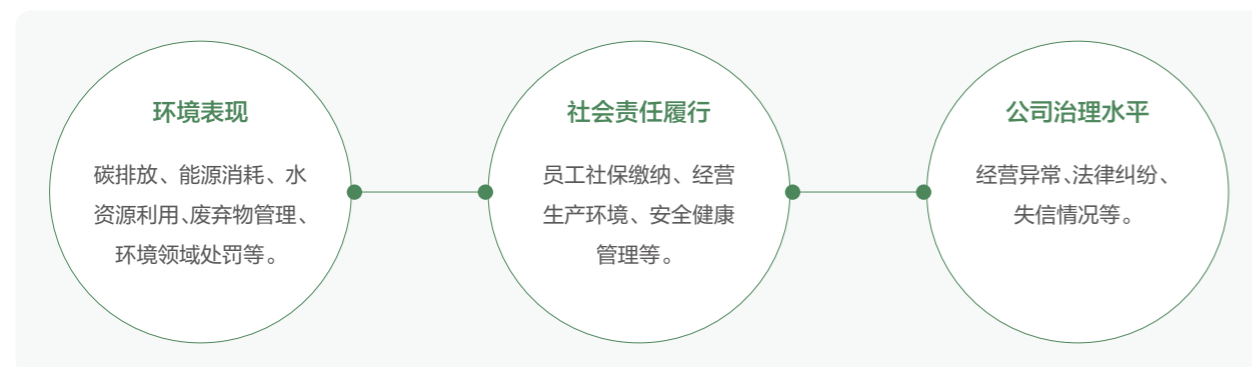 环境表现
碳排放、能源消耗、水
资源利用、废弃物管理、
环境领域处罚等。
社会责任履行
员工社保缴纳、经营
生产环境、安全健康
管理等。
公司治理水平
经营异常、法律纠纷、
失信情况等。